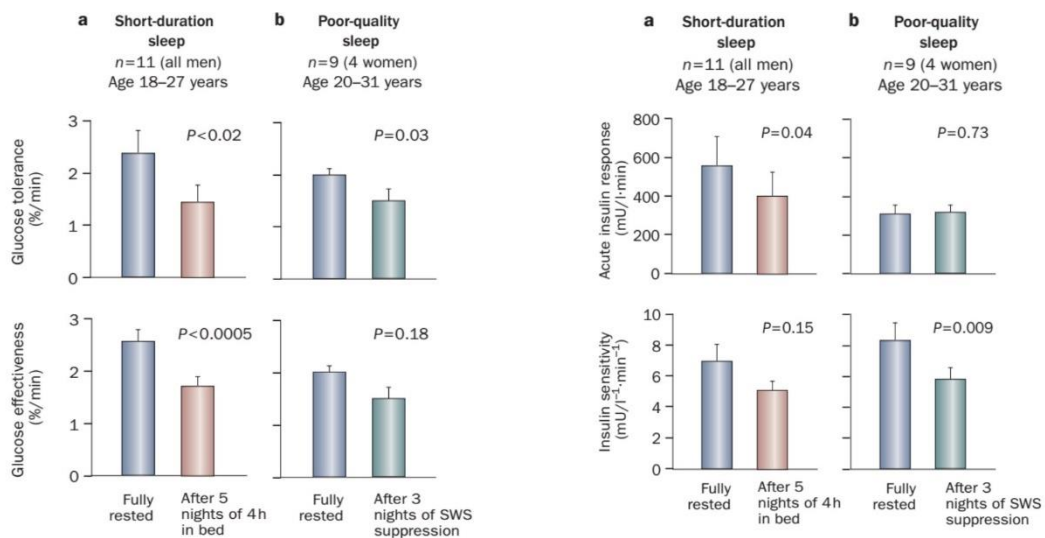 a Short-duration
sleep
n=11 (all men)
Age 18–27 years
b Poor-quality
sleep
n=9 (4 women)
Age 20–31 years
Glucose tolerance
(%/min)
3
2
1
0
P<0.02
P=0.03
Glucose effectiveness
(%/min)
3
2
1
0
P<0.0005
P=0.18
Fully
rested
After 5
nights of 4h
in bed
Fully
rested
After 3
nights of SWS
suppression
a Short-duration
sleep
n=11 (all men)
Age 18–27 years
b Poor-quality
sleep
n=9 (4 women)
Age 20–31 years
Acute insulin response
(mU/l·min)
800
600
400
200
0
P=0.04
P=0.73
Insulin sensitivity
(mU/l⁻¹·min⁻¹)
10
8
6
4
2
0
P=0.15
P=0.009
Fully
rested
After 5
nights of 4h
in bed
Fully
rested
After 3
nights of SWS
suppression